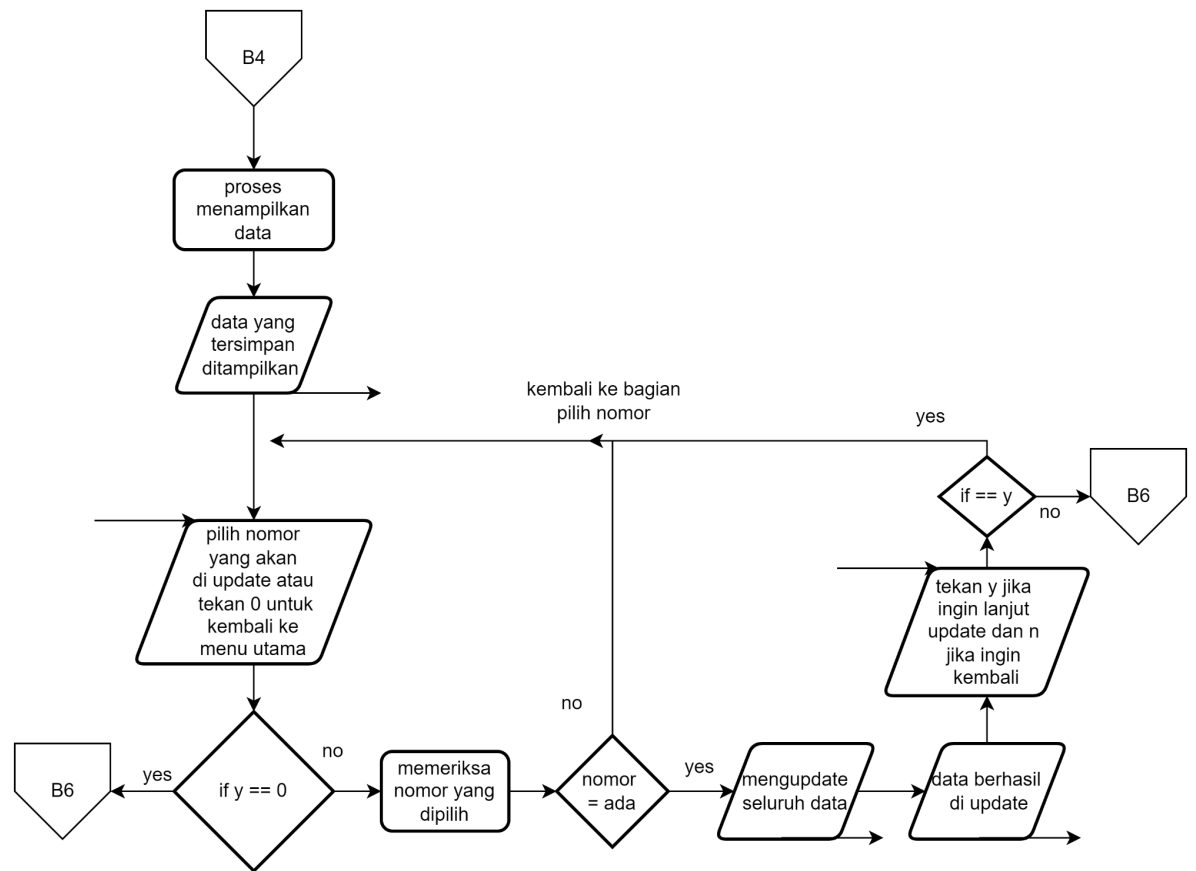 B4
proses
menampilkan
data
data yang
tersimpan
ditampilkan
kembali ke bagian
pilih nomor
yes
if == y
no
B6
pilih nomor
yang akan
di update atau
tekan 0 untuk
kembali ke
menu utama
tekan y jika
ingin lanjut
update dan n
jika ingin
kembali
B6
yes
if y == 0
no
memeriksa
nomor yang
dipilih
no
nomor
= ada
yes
mengupdate
seluruh data
data berhasil
di update